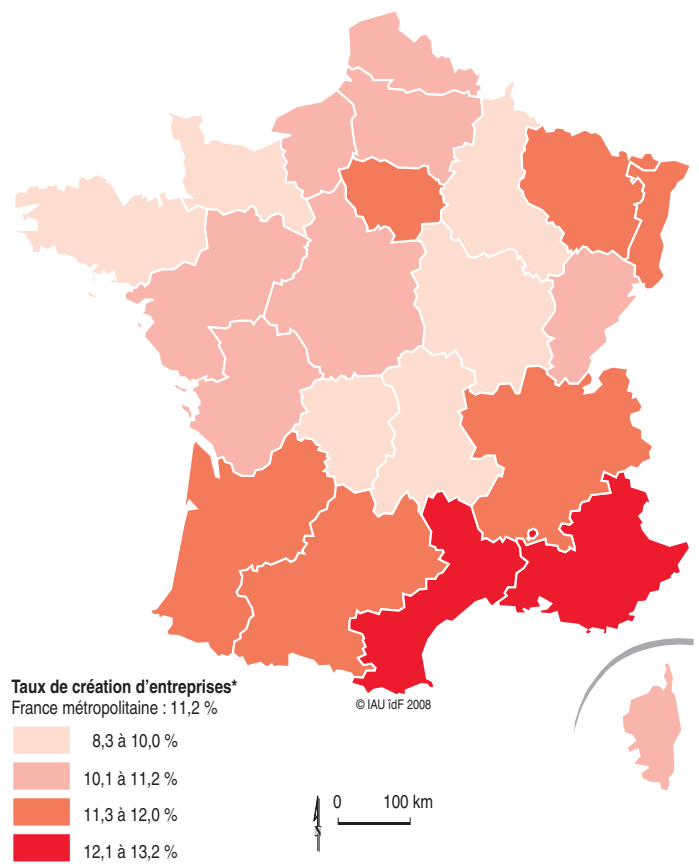 Taux de création d'entreprises*
France métropolitaine : 11,2 %
8,3 à 10,0 %
10,1 à 11,2 %
11,3 à 12,0 %
12,1 à 13,2 %
© IAU îdF 2008
N
0 100 km